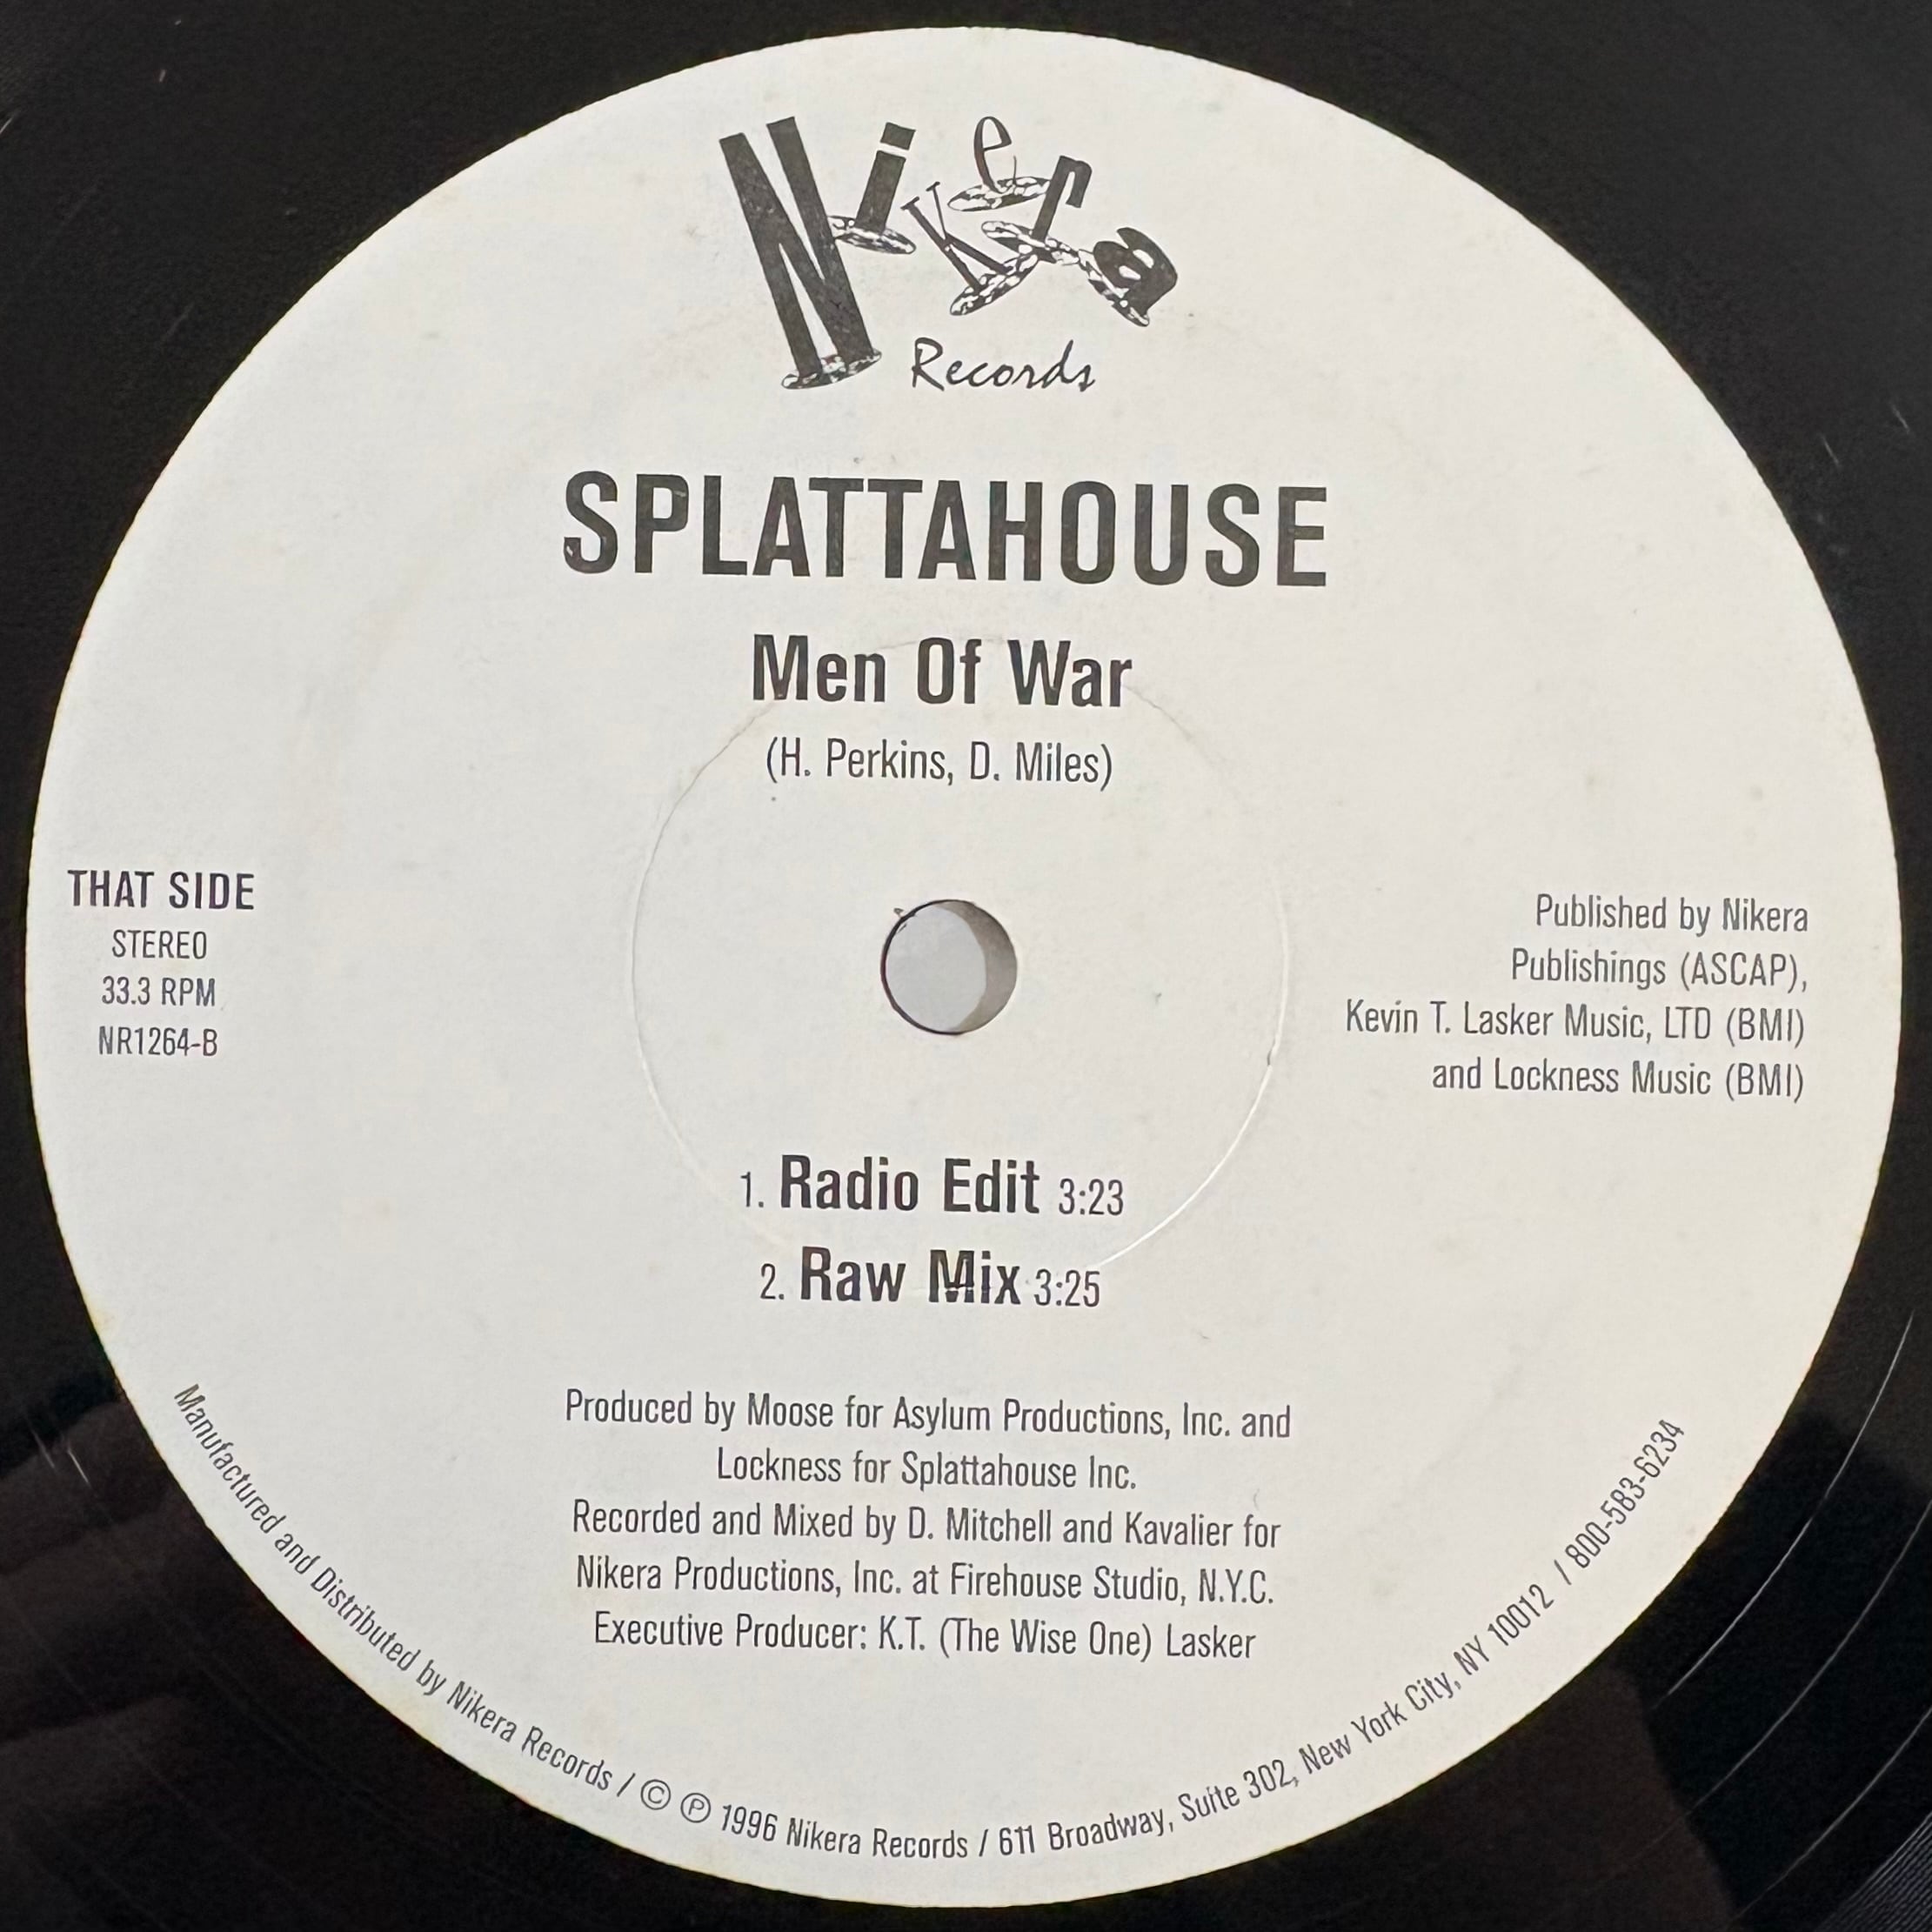 Nikera
Records
SPLATTAHOUSE
Men Of War
(H. Perkins, D. Miles)
THAT SIDE
STEREO
33.3 RPM
NR1264-B
Published by Nikera
Publishings (ASCAP),
Kevin T. Lasker Music, LTD (BMI)
and Lockness Music (BMI)
1. Radio Edit 3:23
2. Raw Mix 3:25
Produced by Moose for Asylum Productions, Inc. and
Lockness for Splattahouse Inc.
Recorded and Mixed by D. Mitchell and Kavalier for
Nikera Productions, Inc. at Firehouse Studio, N.Y.C.
Executive Producer: K.T. (The Wise One) Lasker
Manufactured and Distributed by Nikera Records / © ℗ 1996 Nikera Records / 611 Broadway, Suite 302, New York City, NY 10012 / 800-583-6234